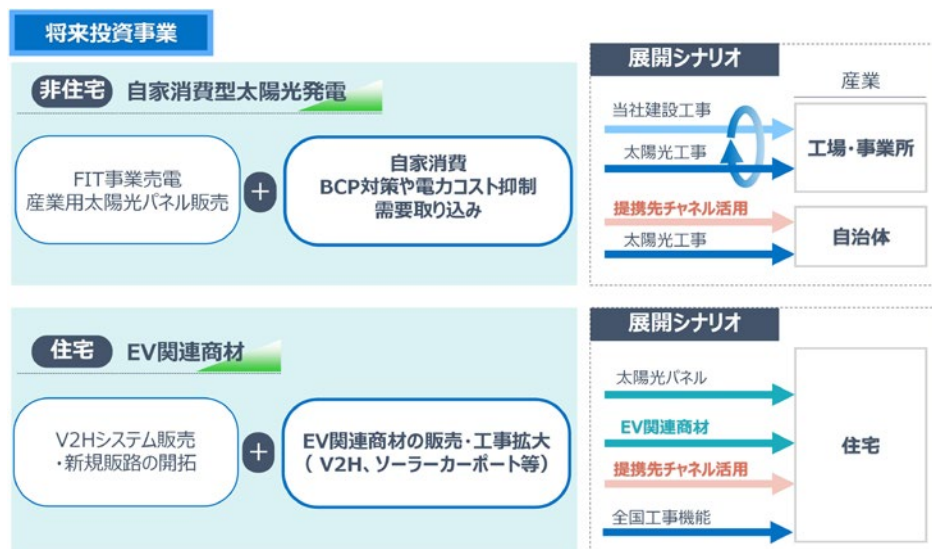 将来投資事業
非住宅 自家消費型太陽光発電
FIT事業売電
産業用太陽光パネル販売
+
自家消費
BCP対策や電力コスト抑制
需要取り込み
展開シナリオ
産業
当社建設工事
太陽光工事
工場・事業所
提携先チャネル活用
太陽光工事
自治体
住宅 EV関連商材
V2Hシステム販売
・新規販路の開拓
+
EV関連商材の販売・工事拡大
( V2H、ソーラーカーポート等)
展開シナリオ
太陽光パネル
EV関連商材
提携先チャネル活用
全国工事機能
住宅